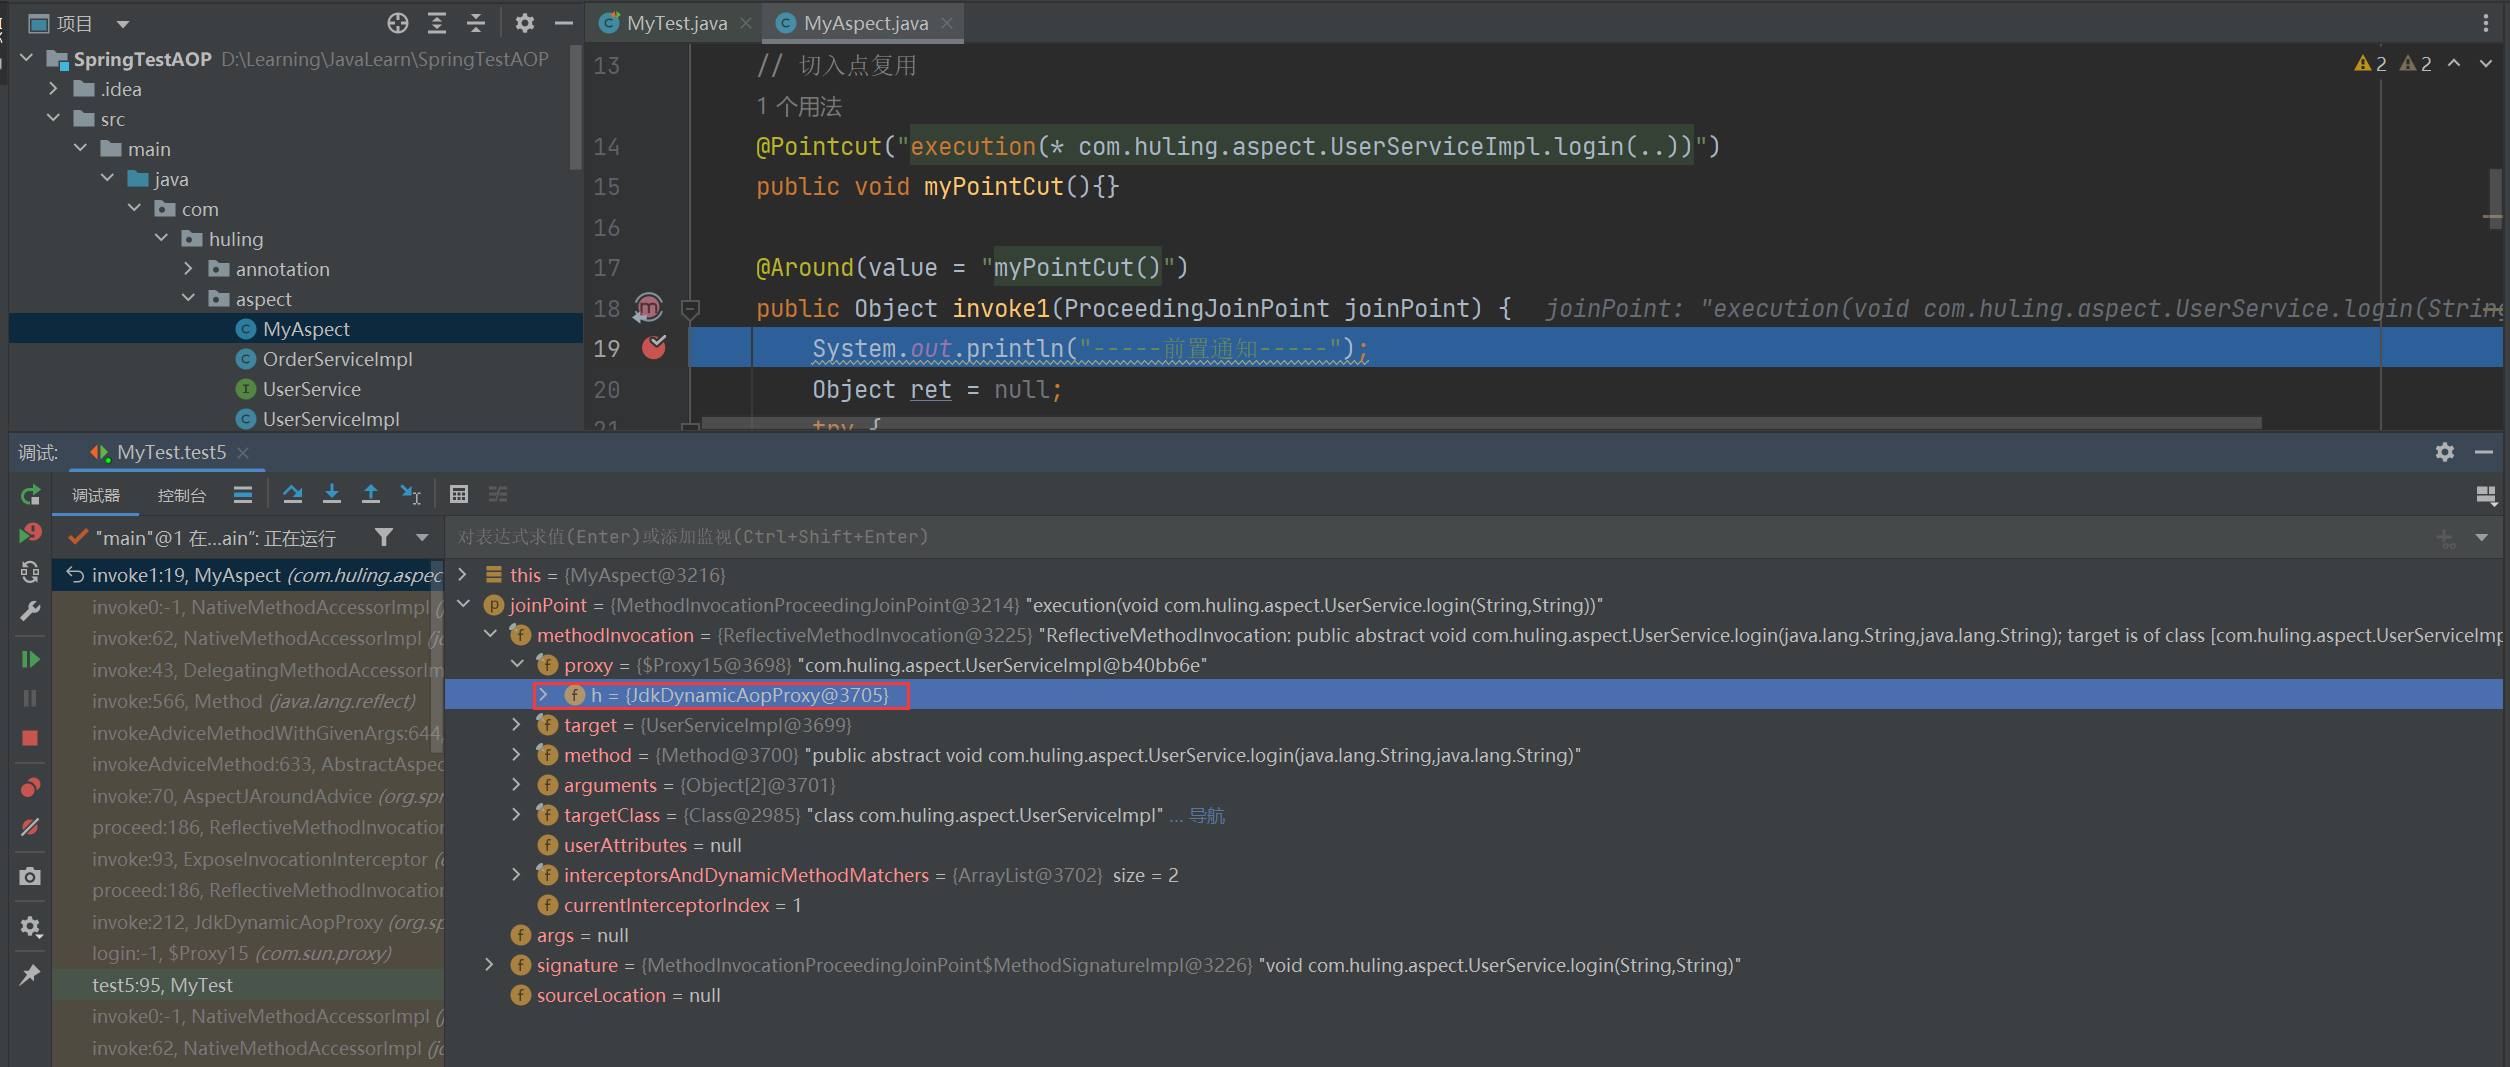 项目
SpringTestAOP D:\Learning\JavaLearn\SpringTestAOP
.idea
src
main
java
com
huling
annotation
aspect
MyAspect
OrderServiceImpl
UserService
UserServiceImpl
MyTest.java
MyAspect.java
2 2
13 // 切入点复用
1 个用法
14 @Pointcut("execution(* com.huling.aspect.UserServiceImpl.login(..))")
15 public void myPointCut(){}
16
17 @Around(value = "myPointCut()")
18 public Object invoke1(ProceedingJoinPoint joinPoint) { joinPoint: "execution(void com.huling.aspect.UserService.login(String
19 System.out.println("-----前置通知-----");
20 Object ret = null;
21 try {
调试: MyTest.test5
调试器 控制台
"main"@1 在...ain": 正在运行
invoke1:19, MyAspect (com.huling.aspec
invoke0:-1, NativeMethodAccessorImpl (
invoke:62, NativeMethodAccessorImpl (jo
invoke:43, DelegatingMethodAccessorIm
invoke:566, Method (java.lang.reflect)
invokeAdviceMethodWithGivenArgs:644,
invokeAdviceMethod:633, AbstractAspec
invoke:70, AspectJAroundAdvice (org.spr
proceed:186, ReflectiveMethodInvocation
invoke:93, ExposeInvocationInterceptor (
proceed:186, ReflectiveMethodInvocation
invoke:212, JdkDynamicAopProxy (org.sp
login:-1, $Proxy15 (com.sun.proxy)
test5:95, MyTest
invoke0:-1, NativeMethodAccessorImpl (
invoke:62, NativeMethodAccessorImpl (jo
对表达式求值(Enter)或添加监视(Ctrl+Shift+Enter)
this = {MyAspect@3216}
joinPoint = {MethodInvocationProceedingJoinPoint@3214} "execution(void com.huling.aspect.UserService.login(String,String))"
methodInvocation = {ReflectiveMethodInvocation@3225} "ReflectiveMethodInvocation: public abstract void com.huling.aspect.UserService.login(java.lang.String,java.lang.String); target is of class [com.huling.aspect.UserServiceImp
proxy = {$Proxy15@3698} "com.huling.aspect.UserServiceImpl@b40bb6e"
h = {JdkDynamicAopProxy@3705}
target = {UserServiceImpl@3699}
method = {Method@3700} "public abstract void com.huling.aspect.UserService.login(java.lang.String,java.lang.String)"
arguments = {Object[2]@3701}
targetClass = {Class@2985} "class com.huling.aspect.UserServiceImpl" ... 导航
userAttributes = null
interceptorsAndDynamicMethodMatchers = {ArrayList@3702} size = 2
currentInterceptorIndex = 1
args = null
signature = {MethodInvocationProceedingJoinPoint$MethodSignatureImpl@3226} "void com.huling.aspect.UserService.login(String,String)"
sourceLocation = null